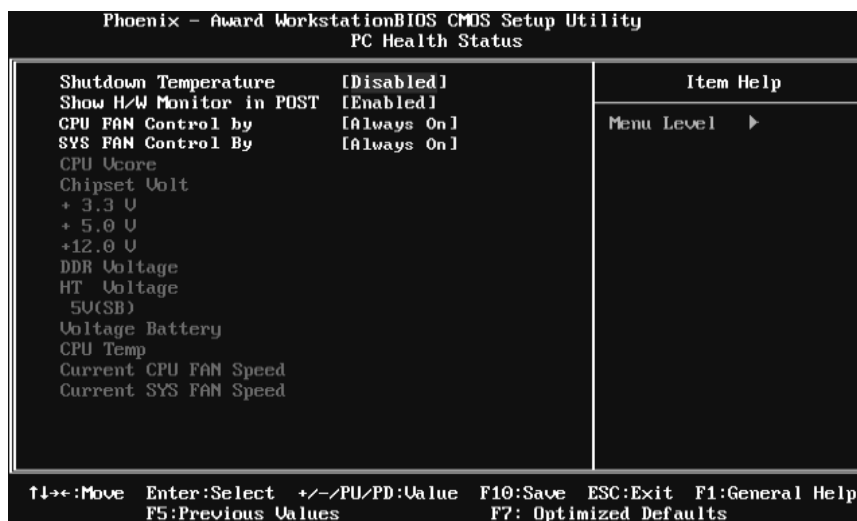 Phoenix - Award WorkstationBIOS CMOS Setup Utility
PC Health Status
Shutdown Temperature [Disabled]
Show H/W Monitor in POST [Enabled]
CPU FAN Control by [Always On]
SYS FAN Control By [Always On]
CPU Vcore
Chipset Volt
+ 3.3 V
+ 5.0 V
+12.0 V
DDR Voltage
HT Voltage
5V(SB)
Voltage Battery
CPU Temp
Current CPU FAN Speed
Current SYS FAN Speed
Item Help
Menu Level ▶
↑↓→←:Move Enter:Select +/-/PU/PD:Value F10:Save ESC:Exit F1:General Help
F5:Previous Values F7: Optimized Defaults